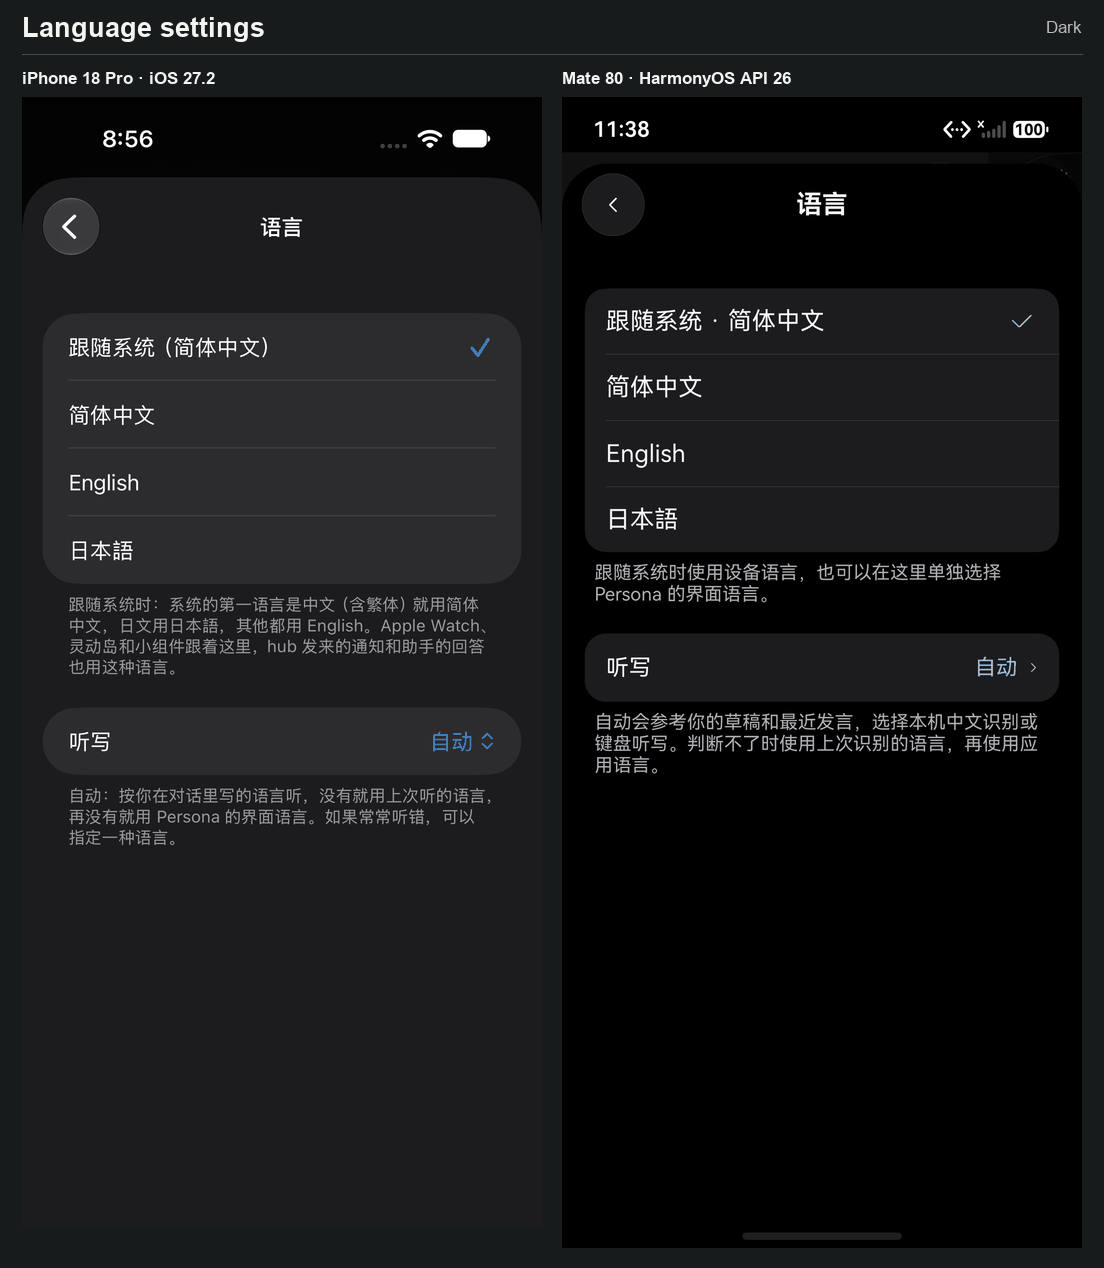 Language settings
Dark
iPhone 18 Pro · iOS 27.2
8:56
语言
跟随系统（简体中文）
简体中文
English
日本語
跟随系统时：系统的第一语言是中文（含繁体）就用简体
中文，日文用日本語，其他都用 English。Apple Watch、
灵动岛和小组件跟着这里，hub 发来的通知和助手的回答
也用这种语言。
听写
自动
自动：按你在对话里写的语言听，没有就用上次听的语言，
再没有就用 Persona 的界面语言。如果常常听错，可以
指定一种语言。
Mate 80 · HarmonyOS API 26
11:38
100
语言
跟随系统 · 简体中文
简体中文
English
日本語
跟随系统时使用设备语言，也可以在这里单独选择
Persona 的界面语言。
听写
自动
自动会参考你的草稿和最近发言，选择本机中文识别或
键盘听写。判断不了时使用上次识别的语言，再使用应
用语言。